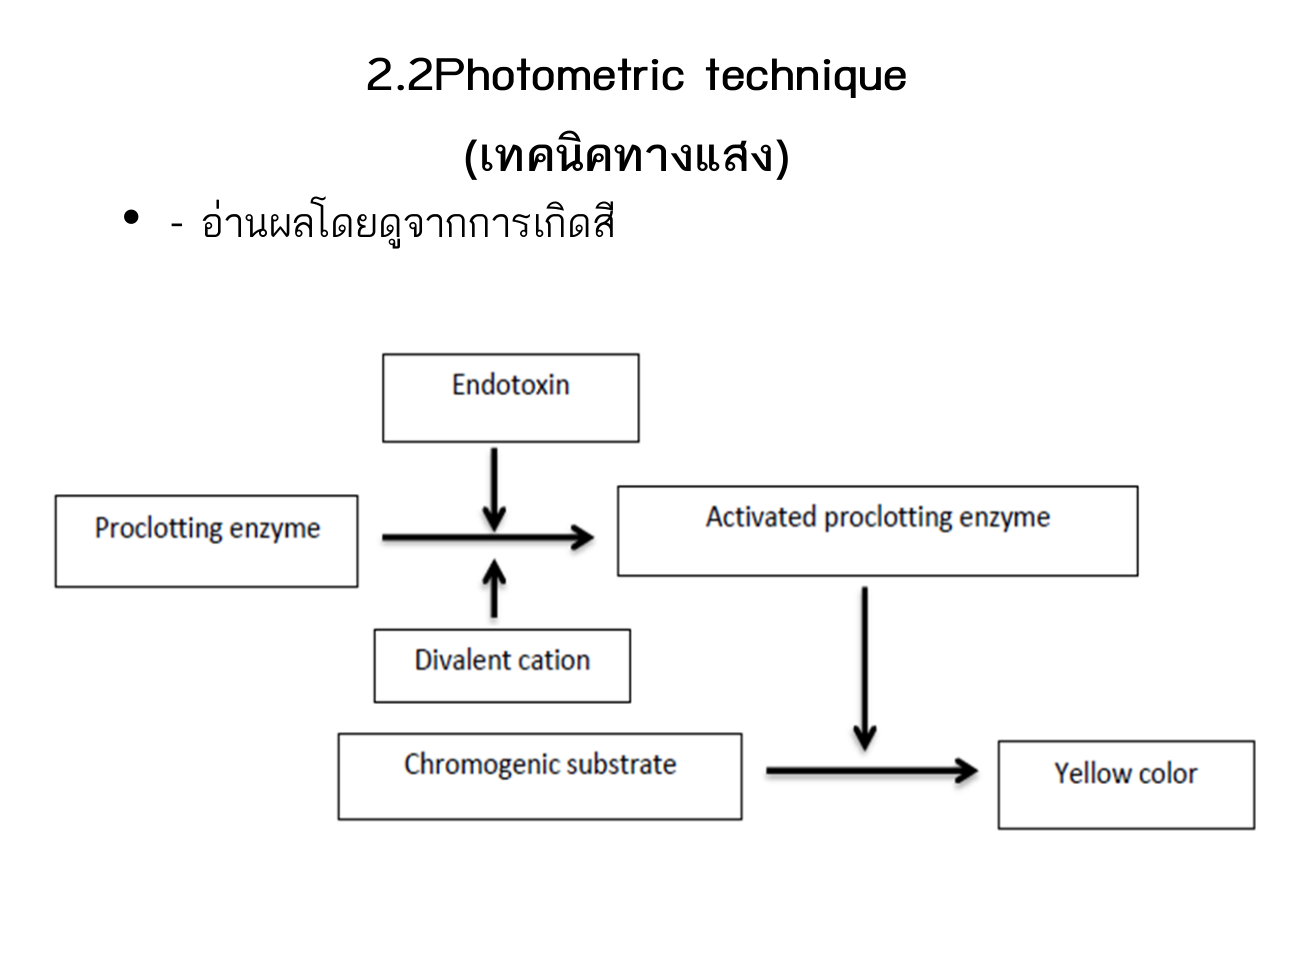 2.2Photometric technique
(เทคนิคทางแสง)
• - อ่านผลโดยดูจากการเกิดสี
Endotoxin
Proclotting enzyme
Activated proclotting enzyme
Divalent cation
Chromogenic substrate
Yellow color